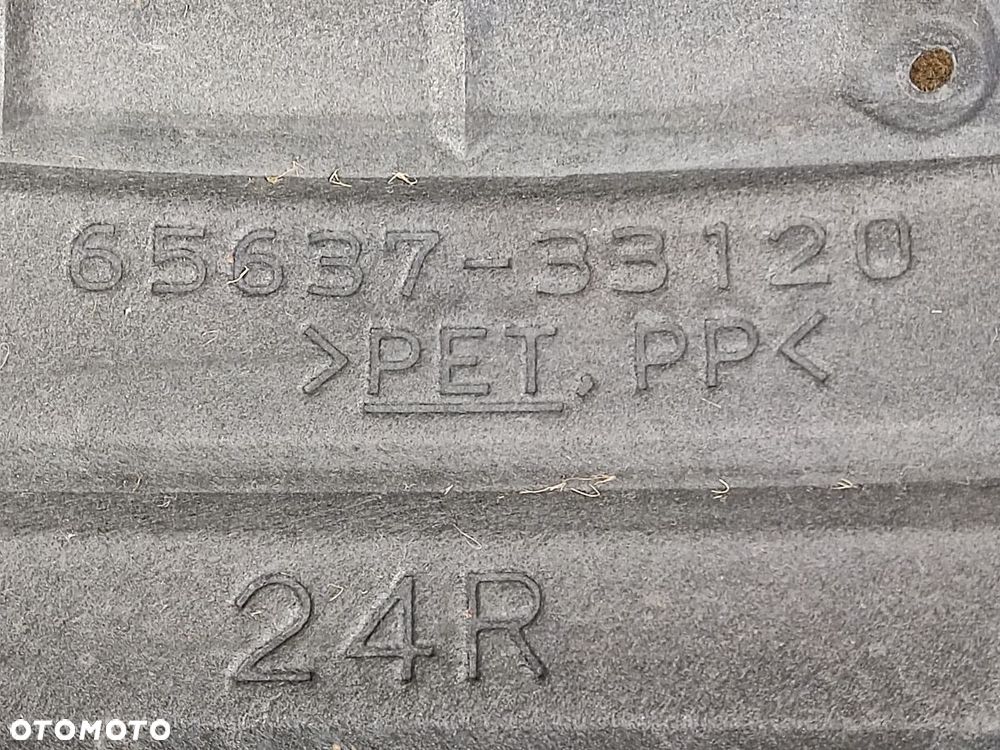 65637-33120
>PET, PP<
24R
OTOMOTO